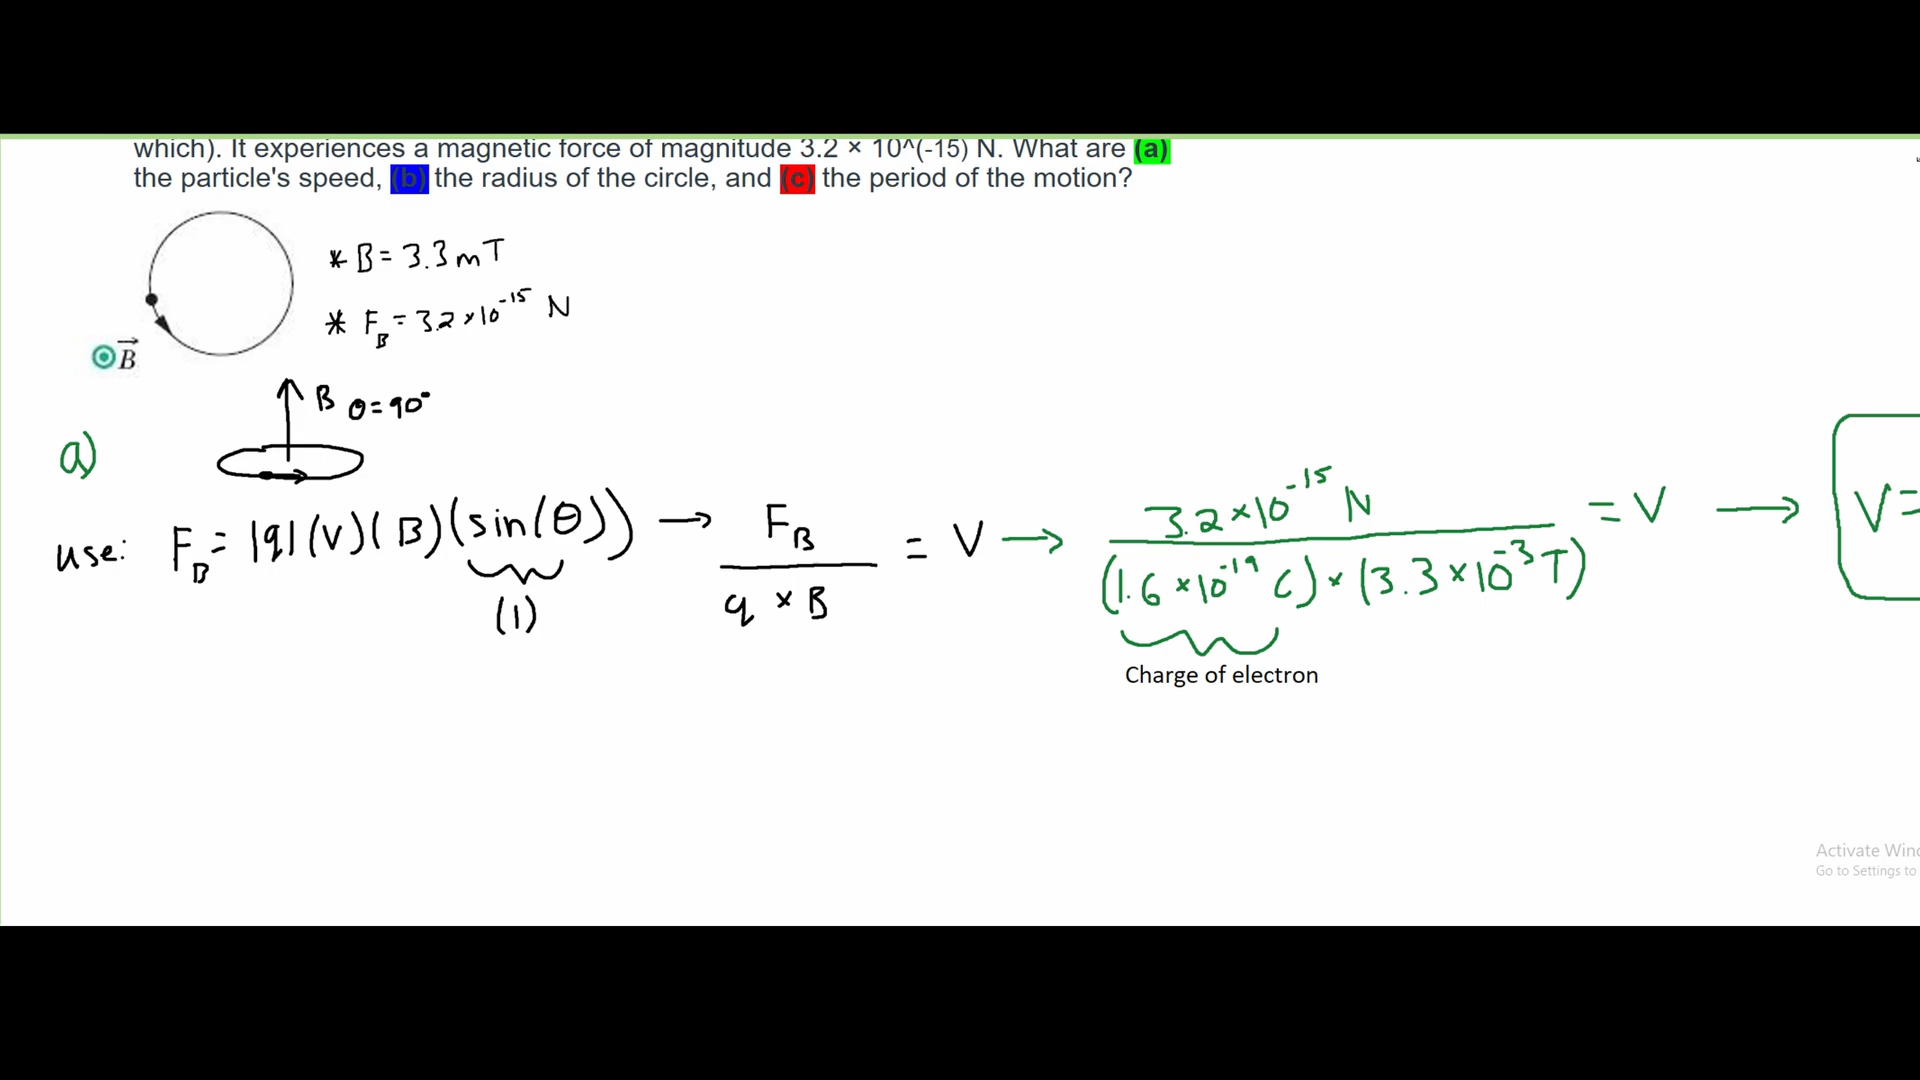 which). It experiences a magnetic force of magnitude 3.2 × 10^(-15) N. What are (a)
the particle's speed, (b) the radius of the circle, and (c) the period of the motion?
* B = 3.3 mT
* F_B = 3.2 × 10^-15 N
B
B θ = 90°
a)
use: F_B = |q| (V) (B) (sin(θ)) → F_B / q × B = V → 3.2 × 10^-15 N / (1.6 × 10^-19 C) × (3.3 × 10^-3 T) = V → V =
(1)
Charge of electron
Activate Win
Go to Settings to